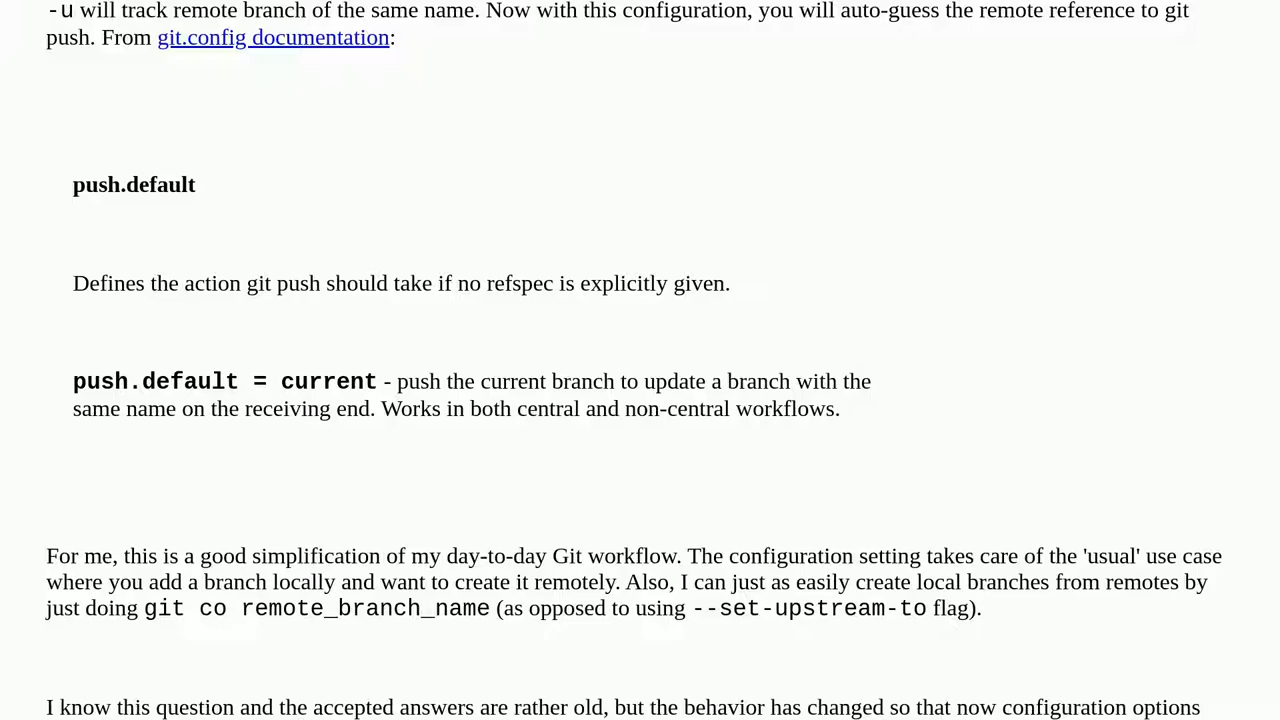 -u will track remote branch of the same name. Now with this configuration, you will auto-guess the remote reference to git
push. From git.config documentation:
push.default
Defines the action git push should take if no refspec is explicitly given.
push.default = current - push the current branch to update a branch with the
same name on the receiving end. Works in both central and non-central workflows.
For me, this is a good simplification of my day-to-day Git workflow. The configuration setting takes care of the 'usual' use case
where you add a branch locally and want to create it remotely. Also, I can just as easily create local branches from remotes by
just doing git co remote_branch_name (as opposed to using --set-upstream-to flag).
I know this question and the accepted answers are rather old, but the behavior has changed so that now configuration options